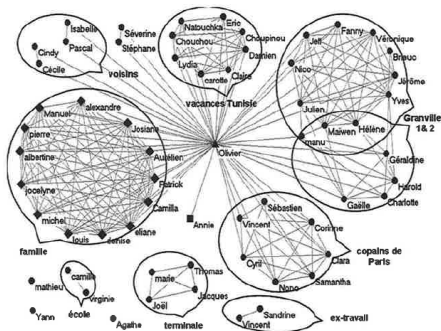 Isabelle
Pascal
Cindy
Cécile
voisins
Séverine
Stéphane
Nabuchka
Eric
Chouchou
Choupinou
Damien
Lydia
carotte
Claire
vacances Tunisie
Jeff
Fanny
Véronique
Nico
Jérôme
Julien
Yves
Maïwen
Hélène
manu
Granville
1& 2
Géraldine
Harold
Gaëlle
Charlotte
Manuel
alexandre
pierre
Josiane
albertine
Aurélien
jocelyne
Patrick
Camilla
michel
louis
denise
eliane
famille
Olivier
Annie
Sébastien
Vincent
Corinne
Cyril
Clara
Nono
Samantha
copains de
Paris
camille
mathieu
virginie
école
Yann
Agathe
marie
Thomas
Joël
Jacques
terminale
Sandrine
Vincent
ex-travail